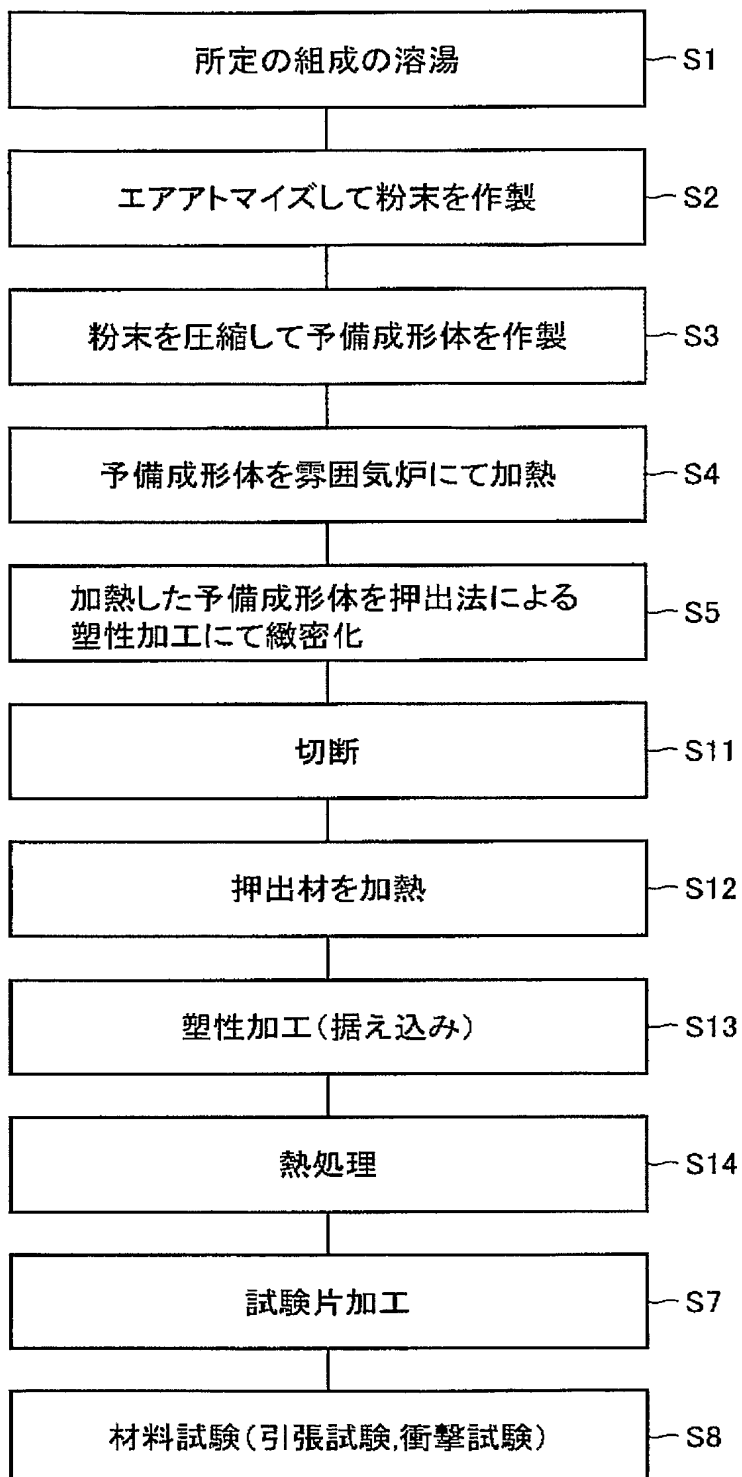 所定の組成の溶湯 S1
エアアトマイズして粉末を作製 S2
粉末を圧縮して予備成形体を作製 S3
予備成形体を雰囲気炉にて加熱 S4
加熱した予備成形体を押出法による
塑性加工にて緻密化 S5
切断 S11
押出材を加熱 S12
塑性加工(据え込み) S13
熱処理 S14
試験片加工 S7
材料試験(引張試験,衝撃試験) S8